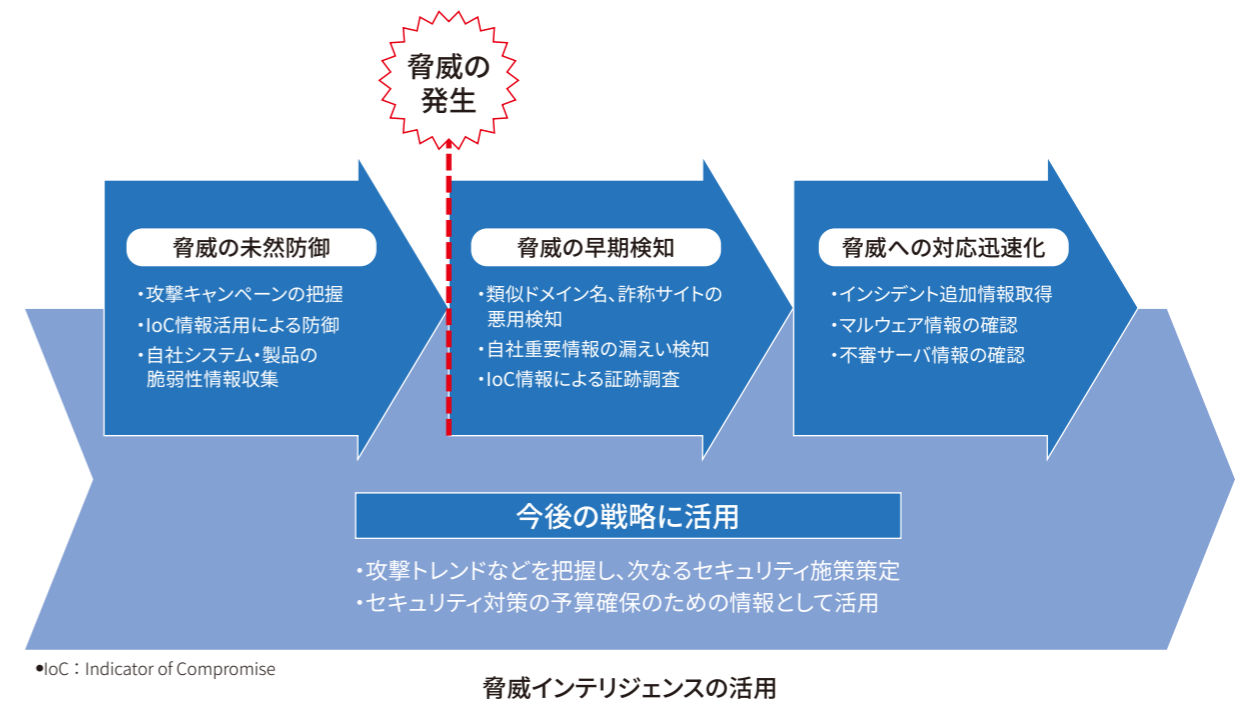 脅威の
発生
脅威の未然防御
・攻撃キャンペーンの把握
・IoC情報活用による防御
・自社システム・製品の
脆弱性情報収集
脅威の早期検知
・類似ドメイン名、詐称サイトの
悪用検知
・自社重要情報の漏えい検知
・IoC情報による証跡調査
脅威への対応迅速化
・インシデント追加情報取得
・マルウェア情報の確認
・不審サーバ情報の確認
今後の戦略に活用
・攻撃トレンドなどを把握し、次なるセキュリティ施策策定
・セキュリティ対策の予算確保のための情報として活用
●IoC：Indicator of Compromise
脅威インテリジェンスの活用